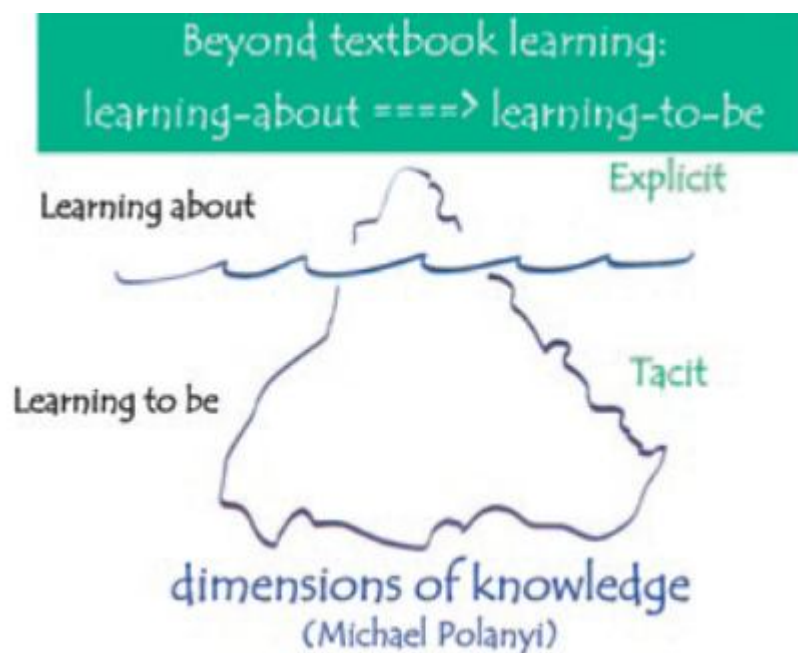 Beyond textbook learning:
learning-about ====> learning-to-be
Explicit
Learning about
Tacit
Learning to be
dimensions of knowledge
(Michael Polanyi)